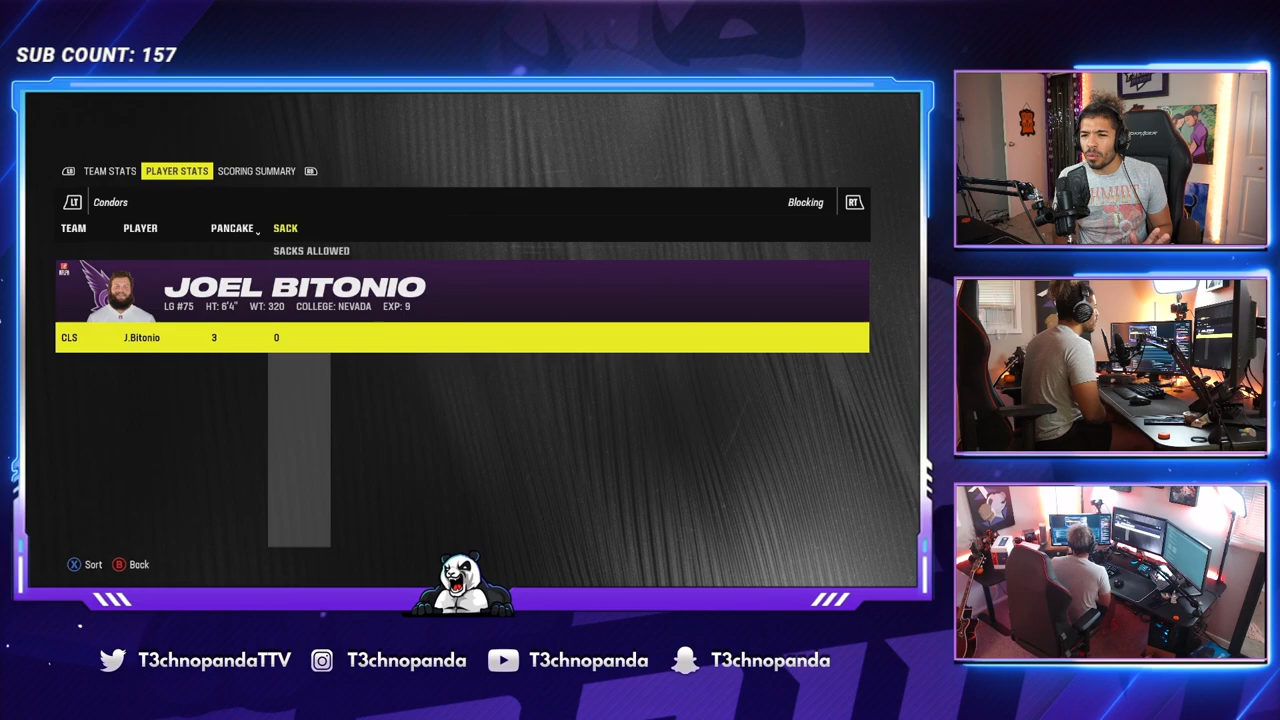 SUB COUNT: 157
LB TEAM STATS PLAYER STATS SCORING SUMMARY RB
LT Condors Blocking RT
TEAM PLAYER PANCAKE SACK
SACKS ALLOWED
JOEL BITONIO
LG #75 HT: 6'4" WT: 320 COLLEGE: NEVADA EXP: 9
CLS J.Bitonio 3 0
X Sort B Back
T3chnopandaTTV T3chnopanda T3chnopanda T3chnopanda